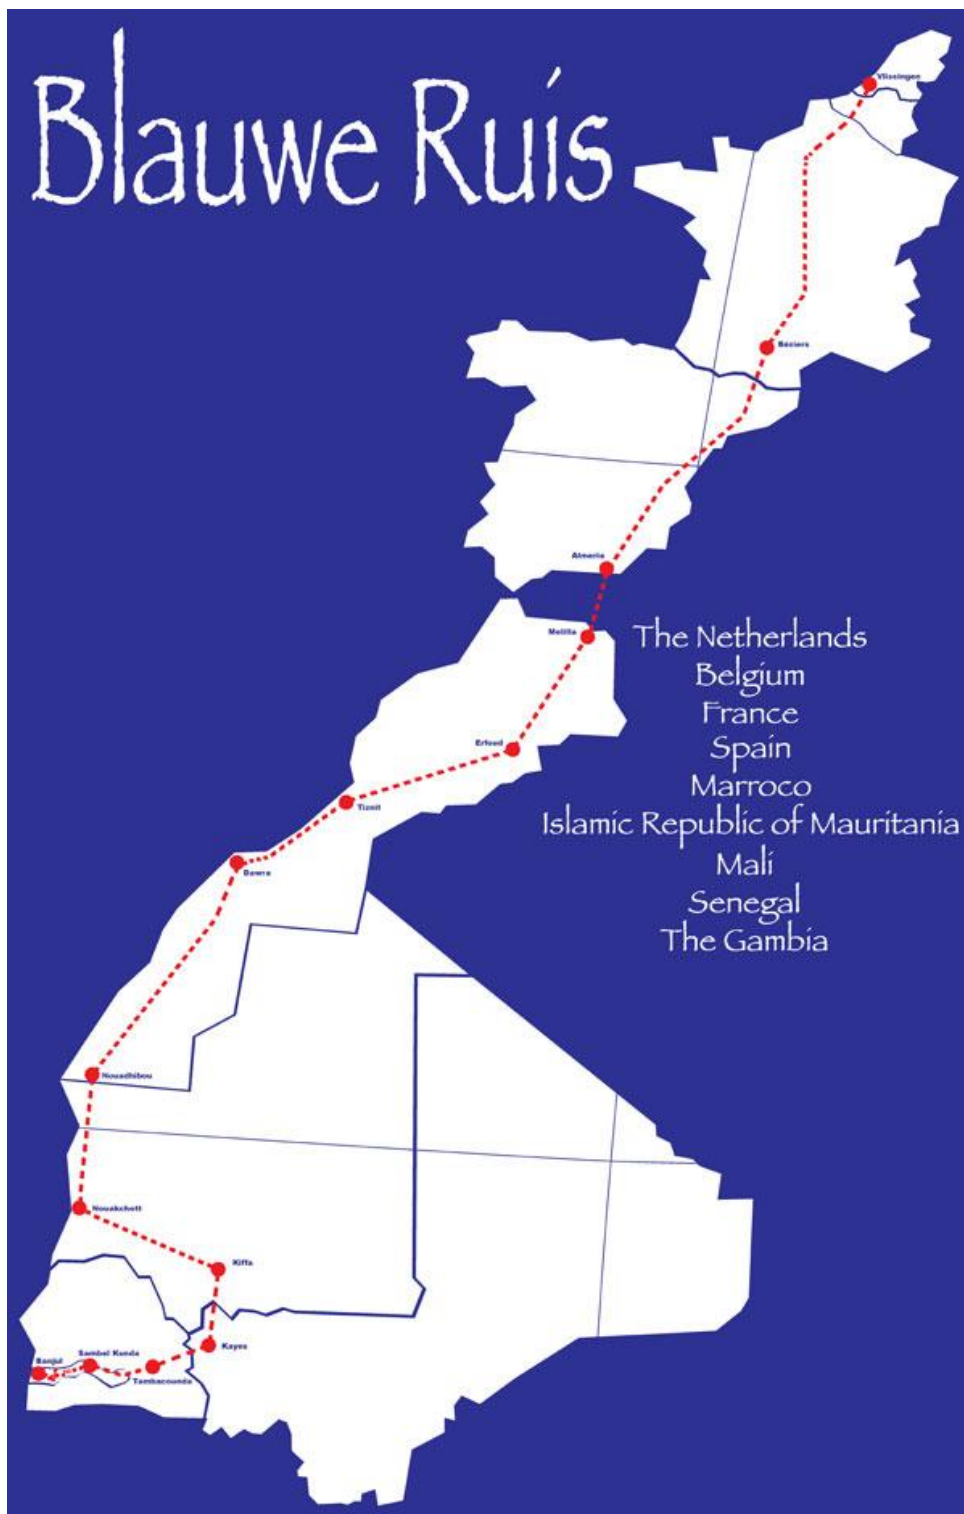 Blauwe Ruis
Vlissingen
Béziers
Almeria
Melilla
The Netherlands
Belgium
France
Spain
Marroco
Islamic Republic of Mauritania
Mali
Senegal
The Gambia
Erfoud
Tiznit
Bawra
Nouadhibou
Nouakchott
Kiffa
Kayes
Sambel Kunda
Banjul
Tambacounda